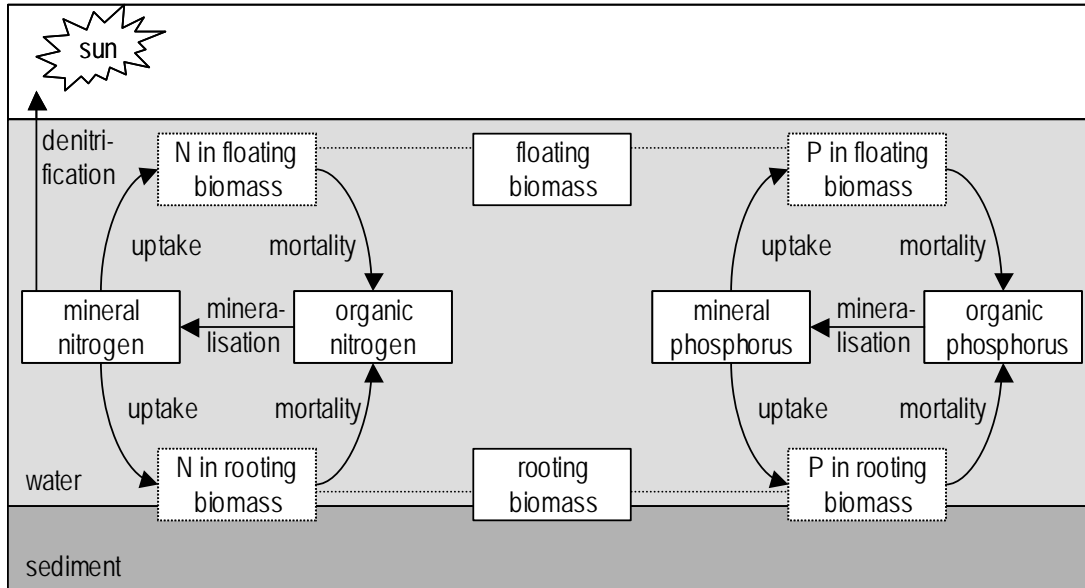 sun
denitri-
fication
N in floating
biomass
floating
biomass
P in floating
biomass
uptake
mortality
uptake
mortality
mineral
nitrogen
minera-
lisation
organic
nitrogen
mineral
phosphorus
minera-
lisation
organic
phosphorus
uptake
mortality
uptake
mortality
water
N in rooting
biomass
rooting
biomass
P in rooting
biomass
sediment